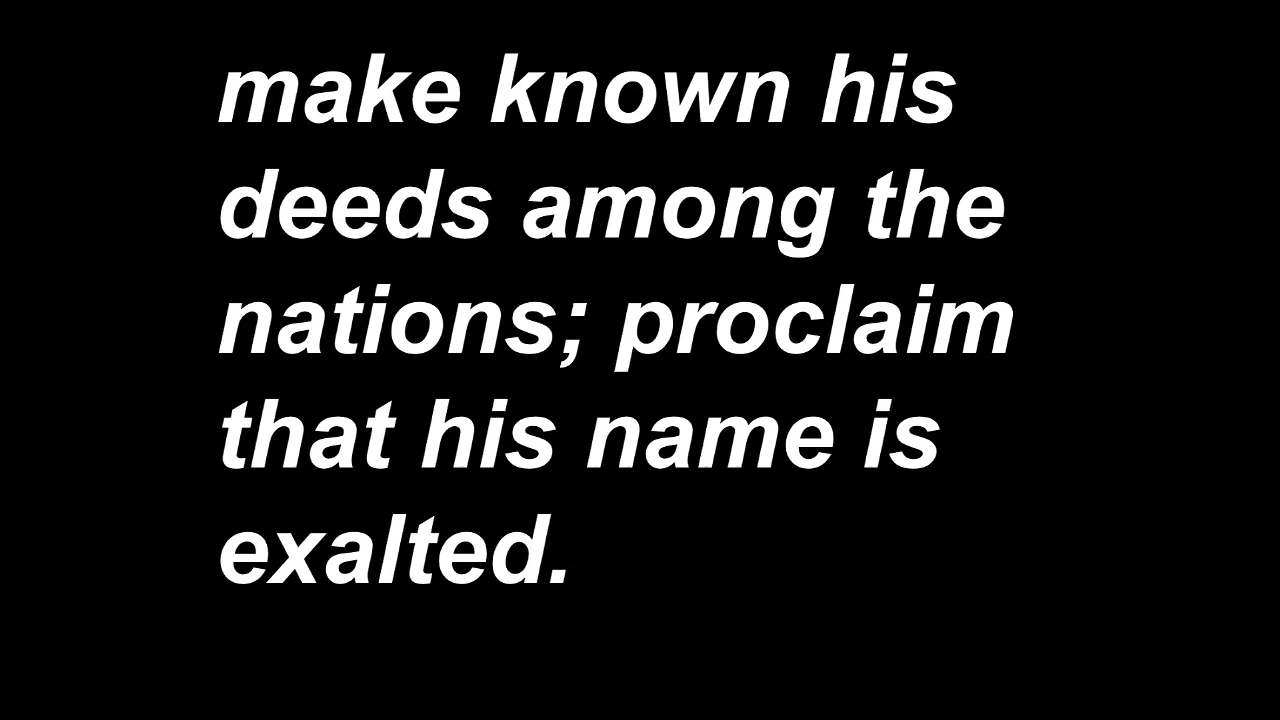 make known his
deeds among the
nations; proclaim
that his name is
exalted.